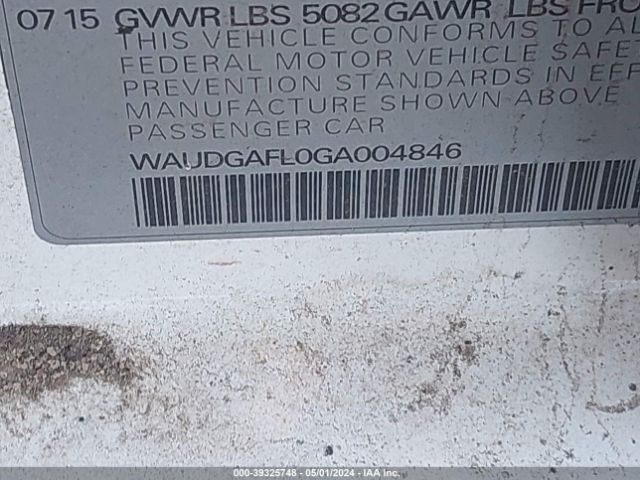 07 15 GVWR LBS 5082 GAWR LBS
THIS VEHICLE CONFORMS TO
FEDERAL MOTOR VEHICLE
PREVENTION STANDARDS IN
MANUFACTURE SHOWN ABOVE
PASSENGER CAR
WAUDGAFL0GA004846
000-39325748 - 05/01/2024 - IAA Inc.